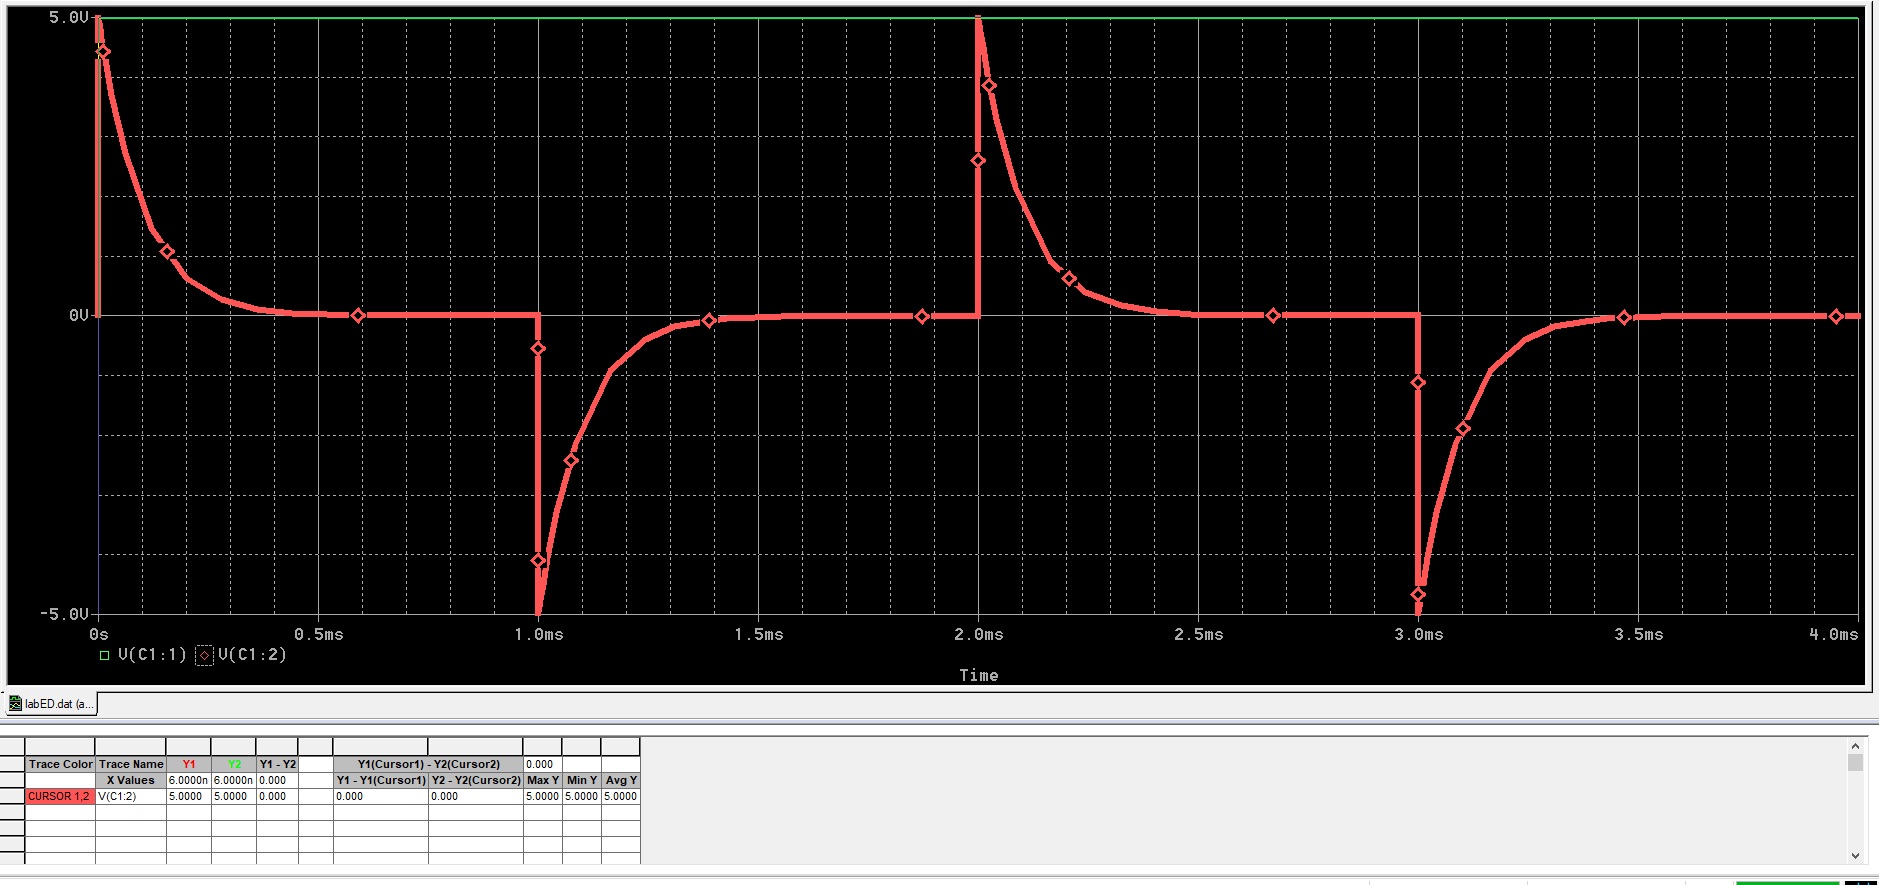 5.0V
0V
-5.0V
0s 0.5ms 1.0ms 1.5ms 2.0ms 2.5ms 3.0ms 3.5ms 4.0ms
V(C1:1) V(C1:2)
Time
labED.dat (a...
Trace Color Trace Name Y1 Y2 Y1 - Y2 Y1(Cursor1) - Y2(Cursor2) 0.000
X Values 6.0000n 6.0000n 0.000 Y1 - Y1(Cursor1) Y2 - Y2(Cursor2) Max Y Min Y Avg Y
CURSOR 1,2 V(C1:2) 5.0000 5.0000 0.000 0.000 0.000 5.0000 5.0000 5.0000